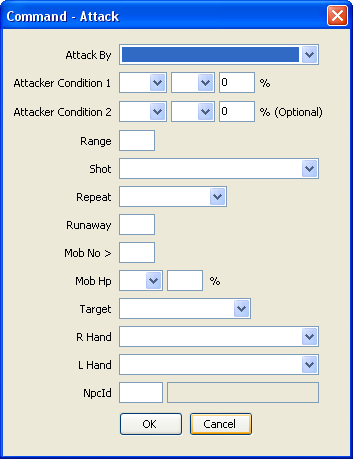 Command - Attack
Attack By
Attacker Condition 1 0 %
Attacker Condition 2 0 % (Optional)
Range
Shot
Repeat
Runaway
Mob No >
Mob Hp %
Target
R Hand
L Hand
NpcId
OK Cancel